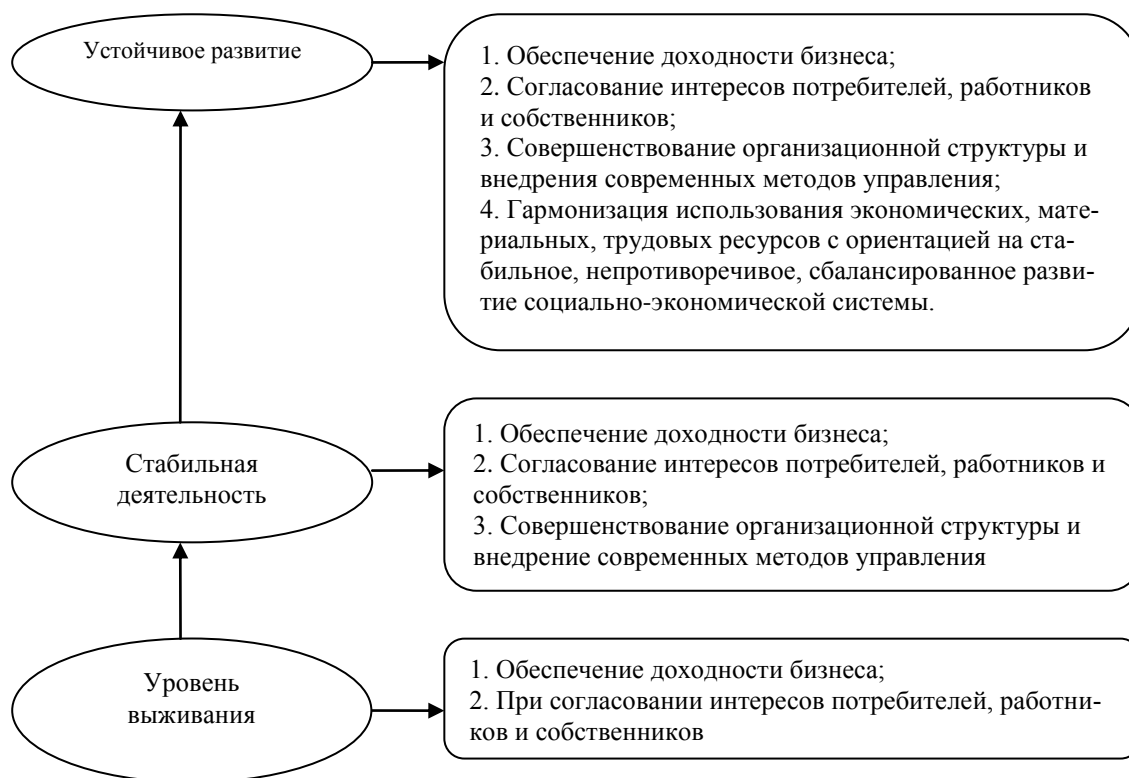 Устойчивое развитие
1. Обеспечение доходности бизнеса;
2. Согласование интересов потребителей, работников
и собственников;
3. Совершенствование организационной структуры и
внедрения современных методов управления;
4. Гармонизация использования экономических, мате-
риальных, трудовых ресурсов с ориентацией на ста-
бильное, непротиворечивое, сбалансированное разви-
тие социально-экономической системы.
Стабильная
деятельность
1. Обеспечение доходности бизнеса;
2. Согласование интересов потребителей, работников и
собственников;
3. Совершенствование организационной структуры и
внедрение современных методов управления
Уровень
выживания
1. Обеспечение доходности бизнеса;
2. При согласовании интересов потребителей, работни-
ков и собственников